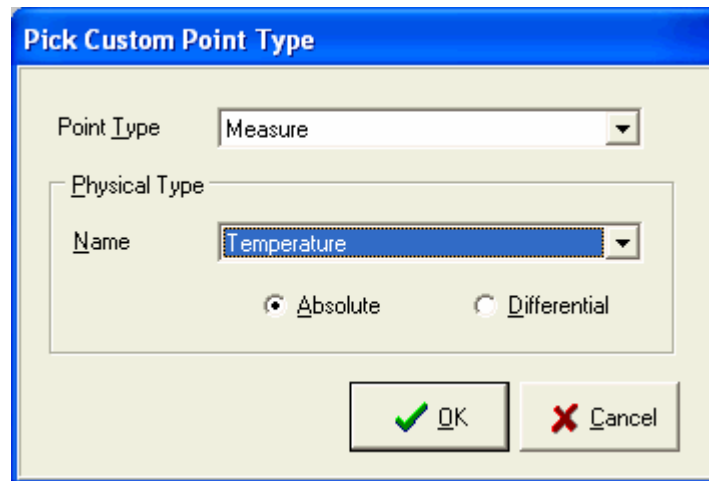 Pick Custom Point Type
Point Type Measure
Physical Type
Name Temperature
Absolute Differential
OK Cancel